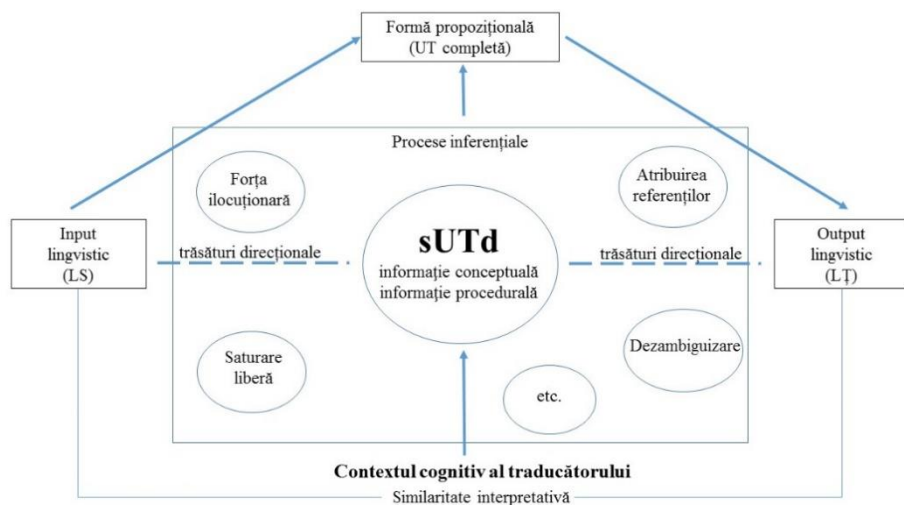 Formă propozițională
(UT completă)
Procese inferențiale
Forța
ilocuționară
Atribuirea
referenților
Input
lingvistic
(LS)
trăsături direcționale
sUTd
informație conceptuală
informație procedurală
trăsături direcționale
Output
lingvistic
(LȚ)
Saturare
liberă
Dezambiguizare
etc.
Contextul cognitiv al traducătorului
Similaritate interpretativă